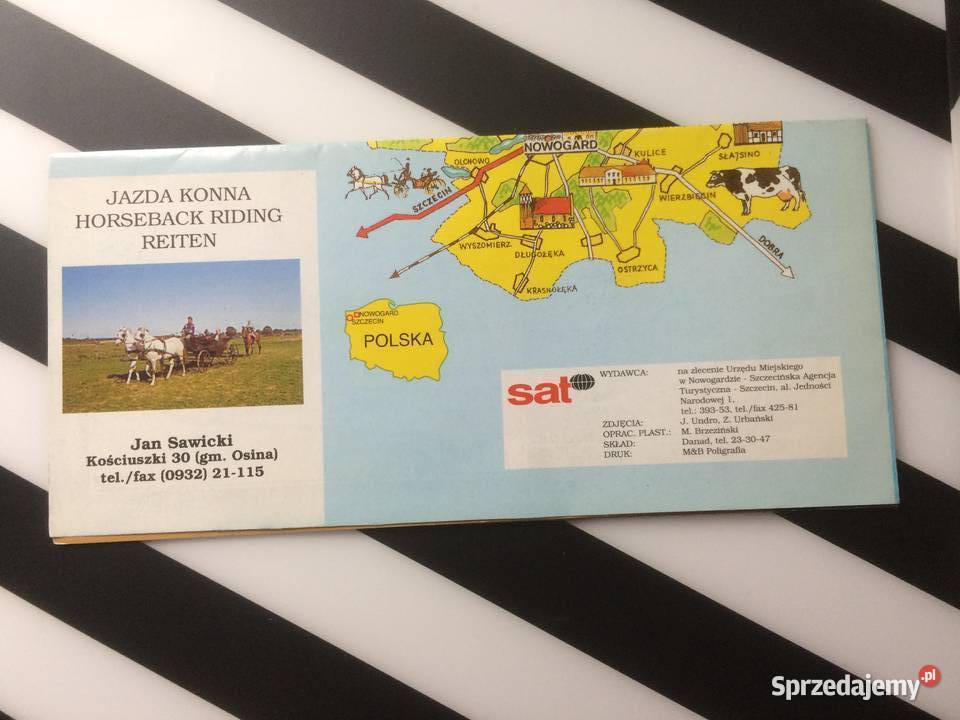 JAZDA KONNA
HORSEBACK RIDING
REITEN
Jan Sawicki
Kościuszki 30 (gm. Osina)
tel./fax (0932) 21-115
NOWOGARD
OLCHOWO
KULICE
SŁAJSINO
SZCZECIN
WIERZBIĘCIN
WYSZOMIERZ
DŁUGOŁĘKA
OSTRZYCA
DOBRA
KRASNOŁĘKA
NOWOGARD
SZCZECIN
POLSKA
sat
WYDAWCA: na zlecenie Urzędu Miejskiego
w Nowogardzie - Szczecińska Agencja
Turystyczna - Szczecin, al. Jedności
Narodowej 1,
tel.: 393-53, tel./fax 425-81
ZDJĘCIA: J. Undro, Z. Urbański
OPRAC. PLAST.: M. Brzeziński
SKŁAD: Danad, tel. 23-30-47
DRUK: M&B Poligrafia
Sprzedajemy.pl